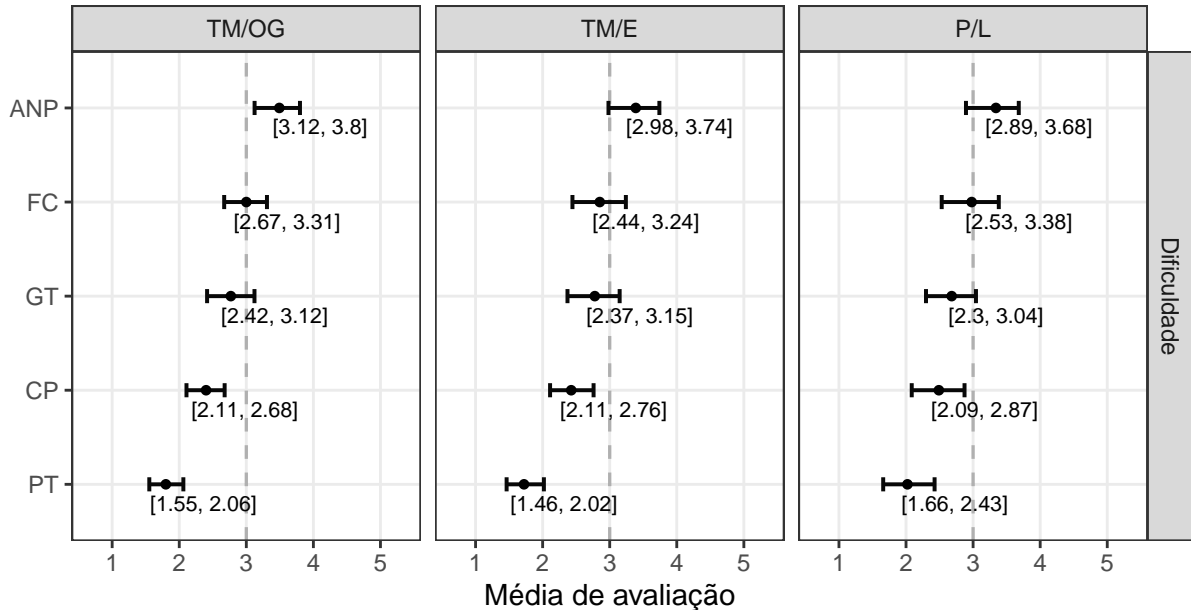 TM/OG TM/E P/L
ANP
[3.12, 3.8] [2.98, 3.74] [2.89, 3.68]
FC
[2.67, 3.31] [2.44, 3.24] [2.53, 3.38]
GT
[2.42, 3.12] [2.37, 3.15] [2.3, 3.04]
CP
[2.11, 2.68] [2.11, 2.76] [2.09, 2.87]
PT
[1.55, 2.06] [1.46, 2.02] [1.66, 2.43]
Dificuldade
1 2 3 4 5 1 2 3 4 5 1 2 3 4 5
Média de avaliação